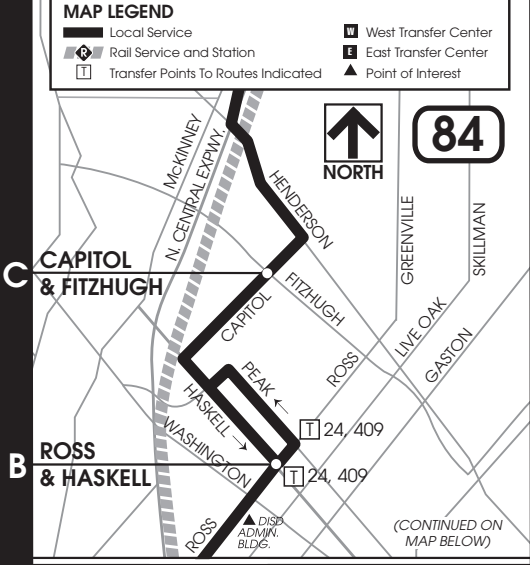 MAP LEGEND
Local Service
R Rail Service and Station
T Transfer Points To Routes Indicated
W West Transfer Center
E East Transfer Center
Point of Interest
84
NORTH
McKINNEY
N. CENTRAL EXPWY.
HENDERSON
GREENVILLE
SKILLMAN
C CAPITOL
& FITZHUGH
FITZHUGH
CAPITOL
LIVE OAK
GASTON
ROSS
PEAK
HASKELL
WASHINGTON
T 24, 409
B ROSS
& HASKELL
T 24, 409
ROSS
DISD
ADMIN.
BLDG.
(CONTINUED ON
MAP BELOW)